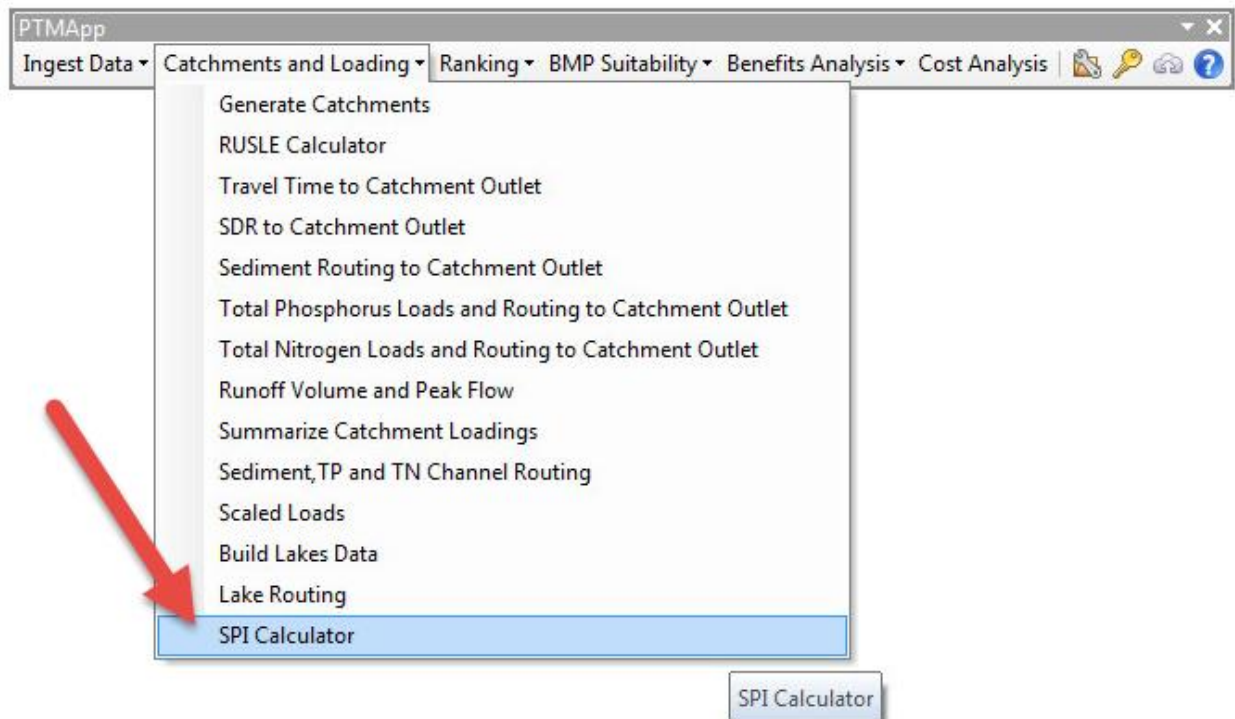 PTMApp
Ingest Data Catchments and Loading Ranking BMP Suitability Benefits Analysis Cost Analysis
Generate Catchments
RUSLE Calculator
Travel Time to Catchment Outlet
SDR to Catchment Outlet
Sediment Routing to Catchment Outlet
Total Phosphorus Loads and Routing to Catchment Outlet
Total Nitrogen Loads and Routing to Catchment Outlet
Runoff Volume and Peak Flow
Summarize Catchment Loadings
Sediment,TP and TN Channel Routing
Scaled Loads
Build Lakes Data
Lake Routing
SPI Calculator
SPI Calculator